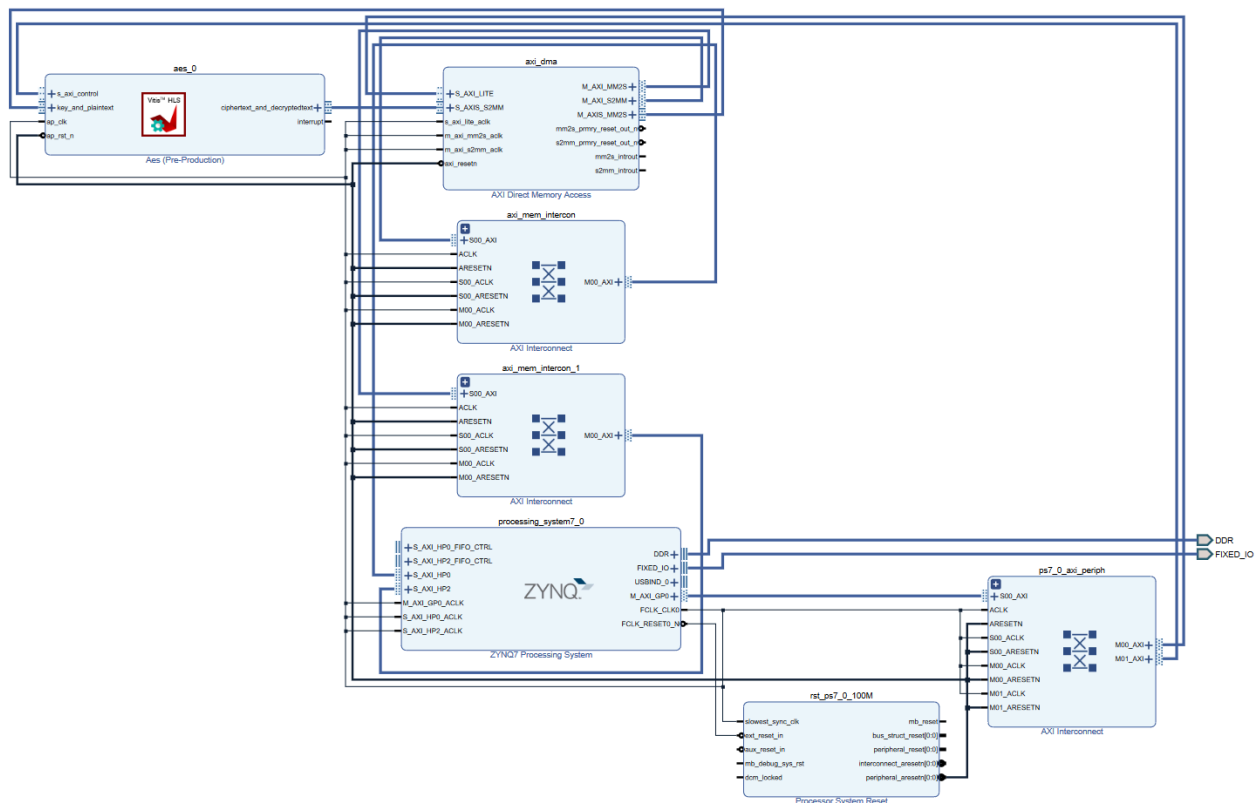 aes_0
s_axi_control
key_and_plaintext
ap_clk
ap_rst_n
Vitis™ HLS
ciphertext_and_decryptedtext
interrupt
Aes (Pre-Production)
axi_dma
S_AXI_LITE
S_AXIS_S2MM
s_axi_lite_aclk
m_axi_mm2s_aclk
m_axi_s2mm_aclk
axi_resetn
M_AXI_MM2S
M_AXI_S2MM
M_AXIS_MM2S
mm2s_prmry_reset_out_n
s2mm_prmry_reset_out_n
mm2s_introut
s2mm_introut
AXI Direct Memory Access
axi_mem_intercon
S00_AXI
ACLK
ARESETN
S00_ACLK
S00_ARESETN
M00_ACLK
M00_ARESETN
M00_AXI
AXI Interconnect
axi_mem_intercon_1
S00_AXI
ACLK
ARESETN
S00_ACLK
S00_ARESETN
M00_ACLK
M00_ARESETN
M00_AXI
AXI Interconnect
processing_system7_0
S_AXI_HP0_FIFO_CTRL
S_AXI_HP2_FIFO_CTRL
S_AXI_HP0
S_AXI_HP2
M_AXI_GP0_ACLK
S_AXI_HP0_ACLK
S_AXI_HP2_ACLK
ZYNQ
DDR
FIXED_IO
USBIND_0
M_AXI_GP0
FCLK_CLK0
FCLK_RESET0_N
ZYNQ7 Processing System
DDR
FIXED_IO
ps7_0_axi_periph
S00_AXI
ACLK
ARESETN
S00_ACLK
S00_ARESETN
M00_ACLK
M00_ARESETN
M01_ACLK
M01_ARESETN
M00_AXI
M01_AXI
AXI Interconnect
rst_ps7_0_100M
slowest_sync_clk
ext_reset_in
aux_reset_in
mb_debug_sys_rst
dcm_locked
mb_reset
bus_struct_reset[0:0]
peripheral_reset[0:0]
interconnect_aresetn[0:0]
peripheral_aresetn[0:0]
Processor System Reset